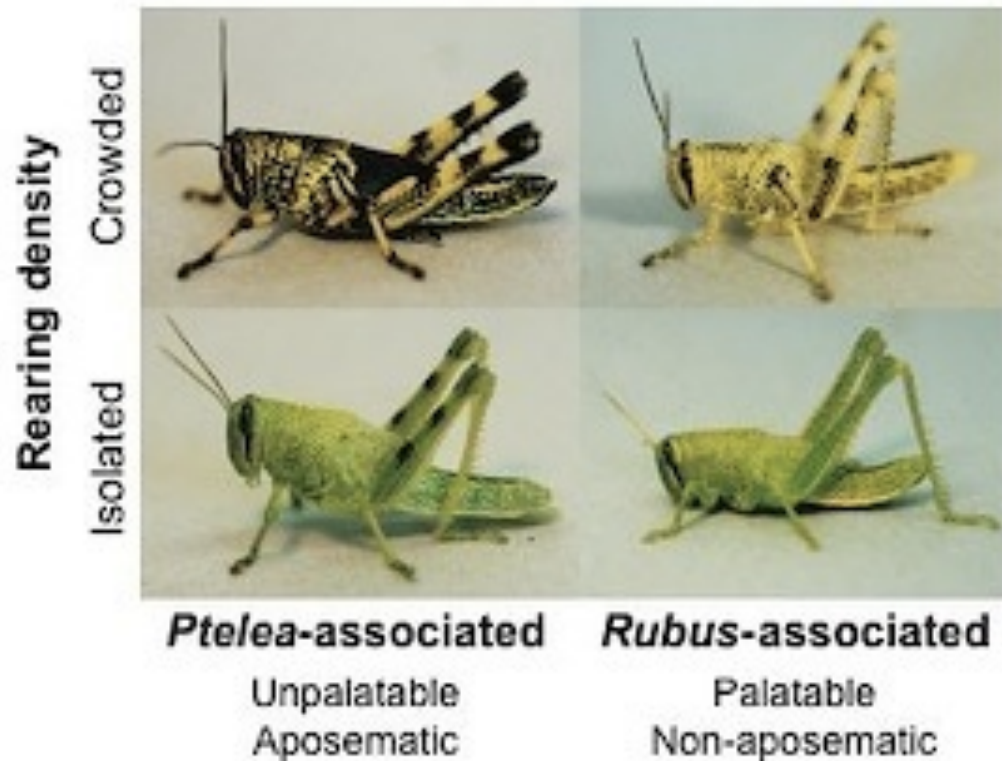 Rearing density
Crowded
Isolated
Ptelea-associated
Rubus-associated
Unpalatable
Palatable
Aposematic
Non-aposematic